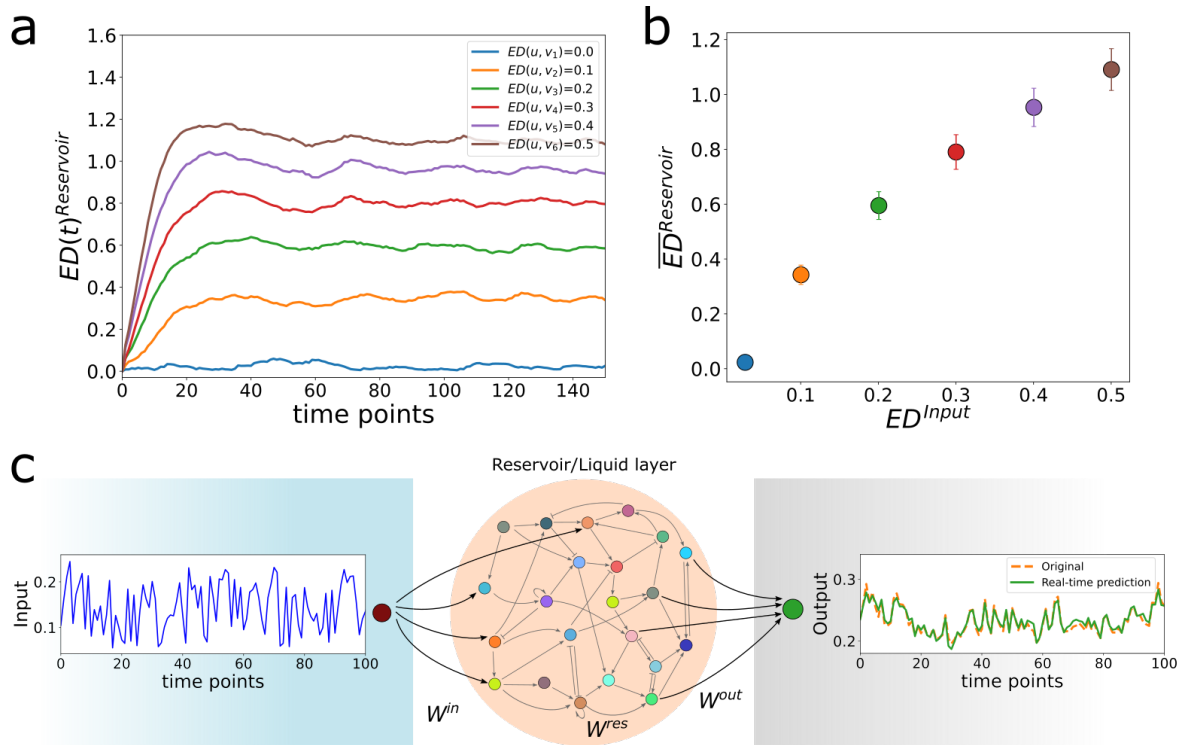 a
1.6
1.4
1.2
1.0
0.8
0.6
0.4
0.2
0.0
ED(t)^Reservoir
0 20 40 60 80 100 120 140
time points
ED(u, v₁)=0.0
ED(u, v₂)=0.1
ED(u, v₃)=0.2
ED(u, v₄)=0.3
ED(u, v₅)=0.4
ED(u, v₆)=0.5
b
1.2
1.0
0.8
0.6
0.4
0.2
0.0
E̅D̅^Reservoir
0.1 0.2 0.3 0.4 0.5
ED^Input
c
Reservoir/Liquid layer
0.2
0.1
Input
0 20 40 60 80 100
time points
W^in
W^res
W^out
Original
Real-time prediction
0.3
0.2
Output
0 20 40 60 80 100
time points